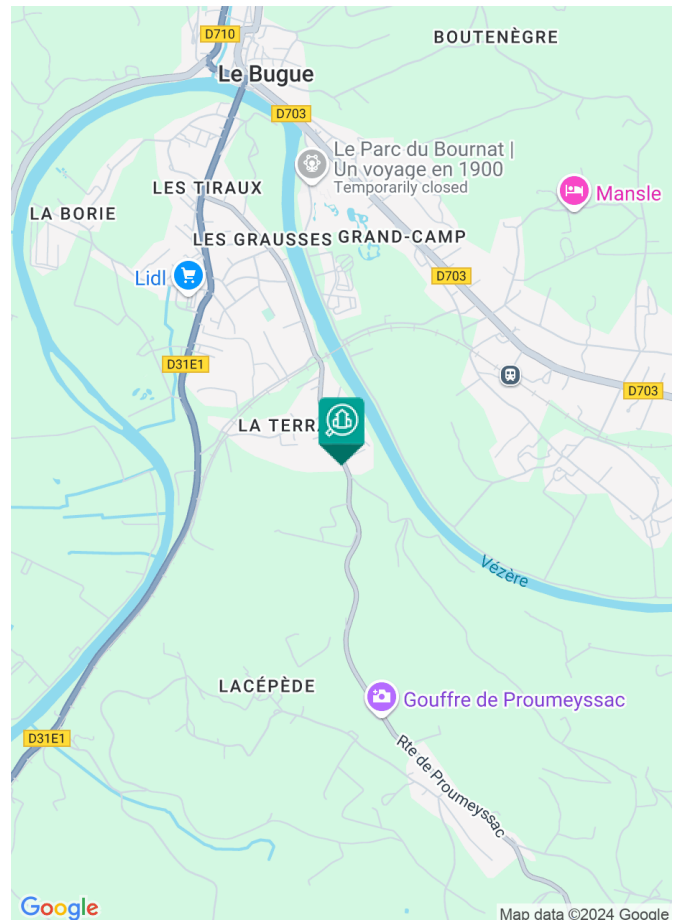 D710
BOUTENÈGRE
Le Bugue
D703
Le Parc du Bournat |
Un voyage en 1900
Temporarily closed
LES TIRAUX
Mansle
LA BORIE
LES GRAUSSES
GRAND-CAMP
Lidl
D703
D31E1
D703
LA TERRA
Vézère
LACÉPÈDE
Gouffre de Proumeyssac
D31E1
Rte de Proumeyssac
Google
Map data ©2024 Google